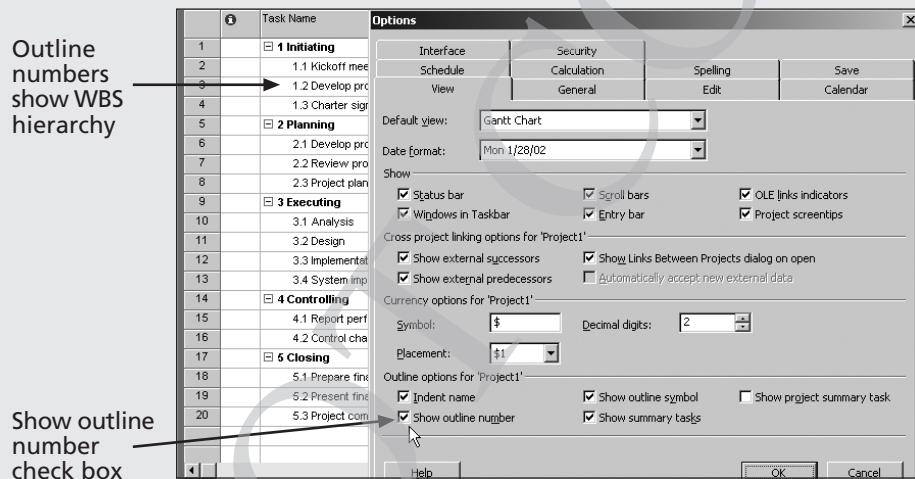 Outline
numbers
show WBS
hierarchy
Show outline
number
check box
Task Name
1 1 Initiating
2 1.1 Kickoff mee
3 1.2 Develop pro
4 1.3 Charter sign
5 2 Planning
6 2.1 Develop pro
7 2.2 Review pro
8 2.3 Project plan
9 3 Executing
10 3.1 Analysis
11 3.2 Design
12 3.3 Implementat
13 3.4 System imp
14 4 Controlling
15 4.1 Report perf
16 4.2 Control cha
17 5 Closing
18 5.1 Prepare fina
19 5.2 Present fina
20 5.3 Project com
Options
Interface Security
Schedule Calculation Spelling Save
View General Edit Calendar
Default view: Gantt Chart
Date format: Mon 1/28/02
Show
Status bar Scroll bars OLE links indicators
Windows in Taskbar Entry bar Project screentips
Cross project linking options for 'Project1'
Show external successors Show Links Between Projects dialog on open
Show external predecessors Automatically accept new external data
Currency options for 'Project1'
Symbol: $ Decimal digits: 2
Placement: $1
Outline options for 'Project1'
Indent name Show outline symbol Show project summary task
Show outline number Show summary tasks
Help OK Cancel